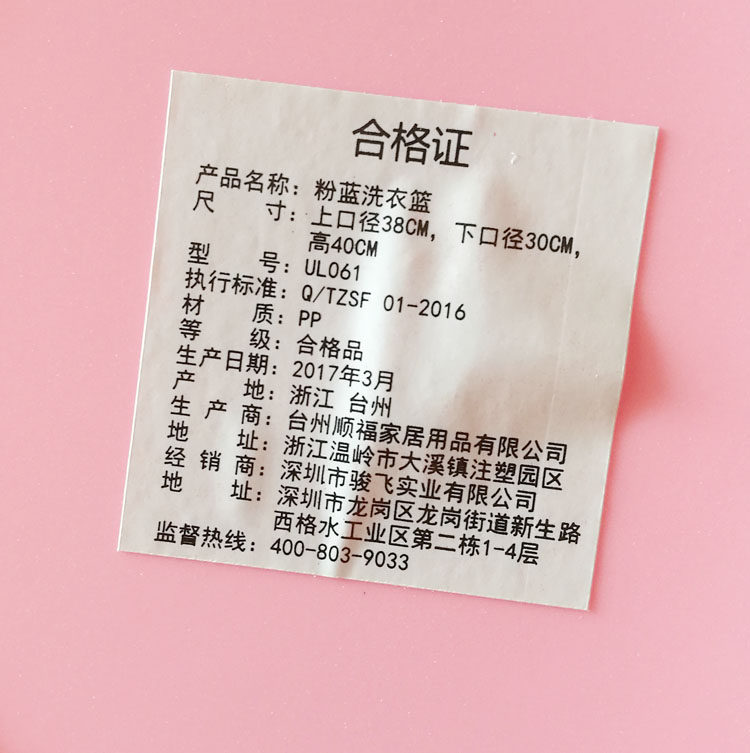 合格证
产品名称：粉蓝洗衣篮
尺 寸：上口径38CM，下口径30CM，
高40CM
型 号：UL061
执行标准：Q/TZSF 01-2016
材 质：PP
等 级：合格品
生产日期：2017年3月
产 地：浙江 台州
生 产 商：台州顺福家居用品有限公司
地 址：浙江温岭市大溪镇注塑园区
经 销 商：深圳市骏飞实业有限公司
地 址：深圳市龙岗区龙岗街道新生路
西格水工业区第二栋1-4层
监督热线：400-803-9033